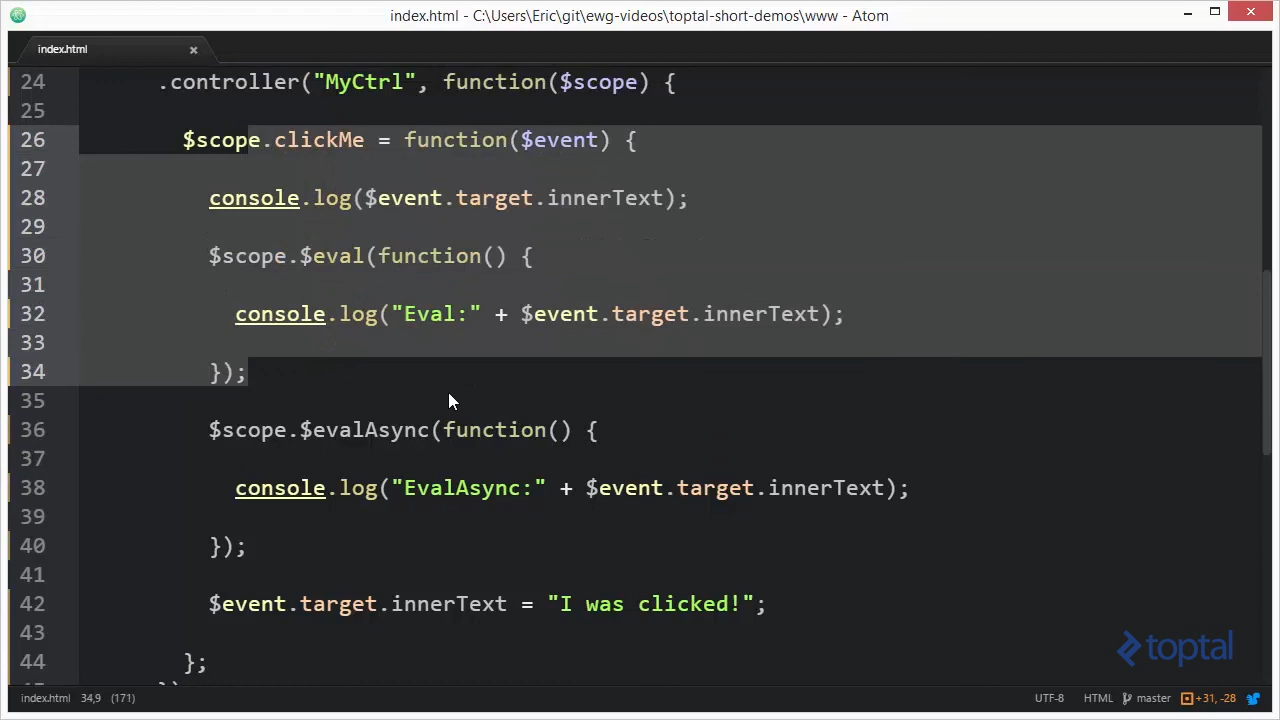 index.html - C:\Users\Eric\git\ewg-videos\toptal-short-demos\www - Atom
index.html
24 .controller("MyCtrl", function($scope) {
25
26 $scope.clickMe = function($event) {
27
28 console.log($event.target.innerText);
29
30 $scope.$eval(function() {
31
32 console.log("Eval:" + $event.target.innerText);
33
34 });
35
36 $scope.$evalAsync(function() {
37
38 console.log("EvalAsync:" + $event.target.innerText);
39
40 });
41
42 $event.target.innerText = "I was clicked!";
43
44 };
toptal
index.html 34,9 (171) UTF-8 HTML master +31, -28